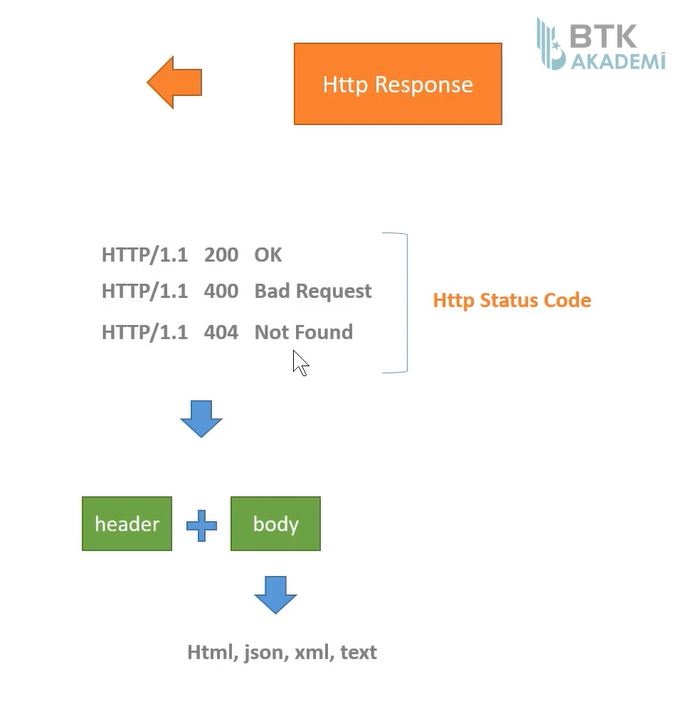 BTK
AKADEMİ
Http Response
HTTP/1.1 200 OK
HTTP/1.1 400 Bad Request
HTTP/1.1 404 Not Found
Http Status Code
header
body
Html, json, xml, text